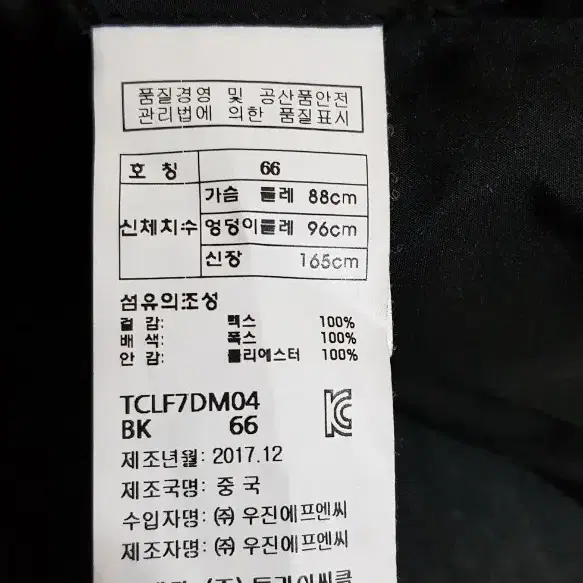 품질경영 및 공산품안전
관리법에 의한 품질표시
호 칭 66
신체치수 가슴 둘레 88cm
엉덩이둘레 96cm
신장 165cm
섬유의조성
겉 감: 렉스 100%
배 색: 폭스 100%
안 감: 폴리에스터 100%
TCLF7DM04
BK 66
제조년월: 2017.12
제조국명: 중 국
수입자명: ㈜ 우진에프엔씨
제조자명: ㈜ 우진에프엔씨